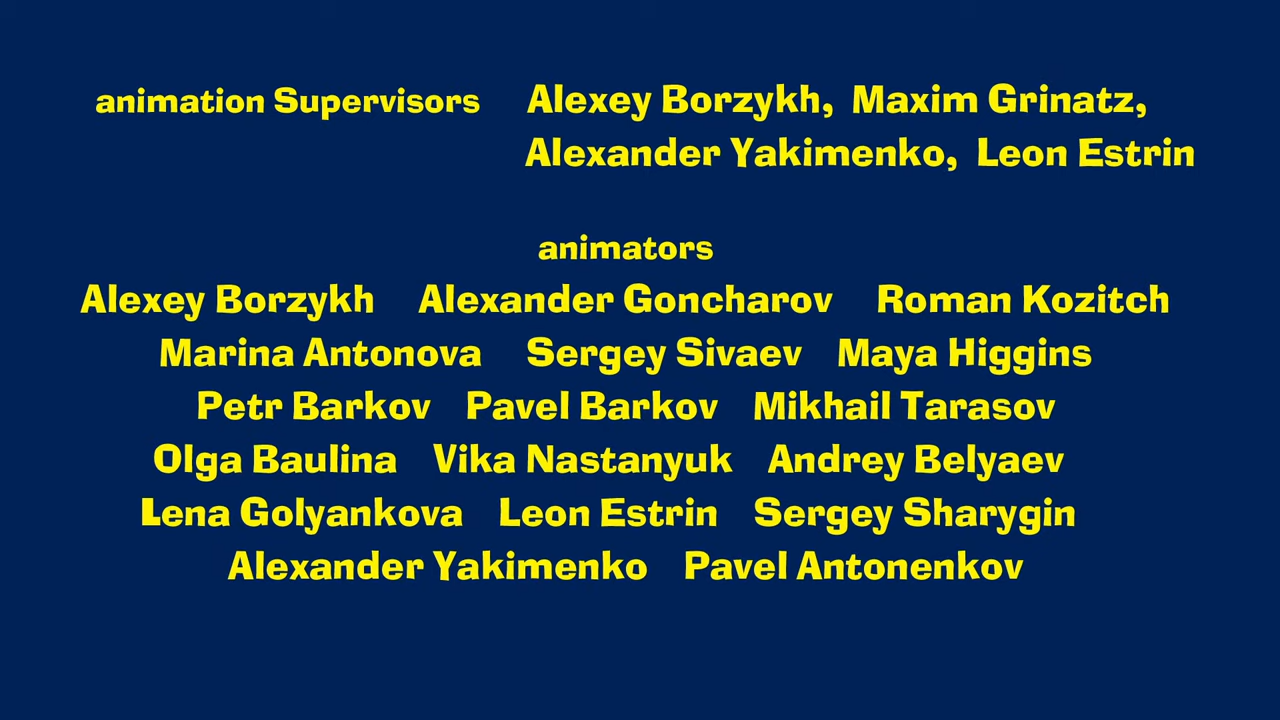 animation Supervisors Alexey Borzykh, Maxim Grinatz,
Alexander Yakimenko, Leon Estrin
animators
Alexey Borzykh Alexander Goncharov Roman Kozitch
Marina Antonova Sergey Sivaev Maya Higgins
Petr Barkov Pavel Barkov Mikhail Tarasov
Olga Baulina Vika Nastanyuk Andrey Belyaev
Lena Golyankova Leon Estrin Sergey Sharygin
Alexander Yakimenko Pavel Antonenkov